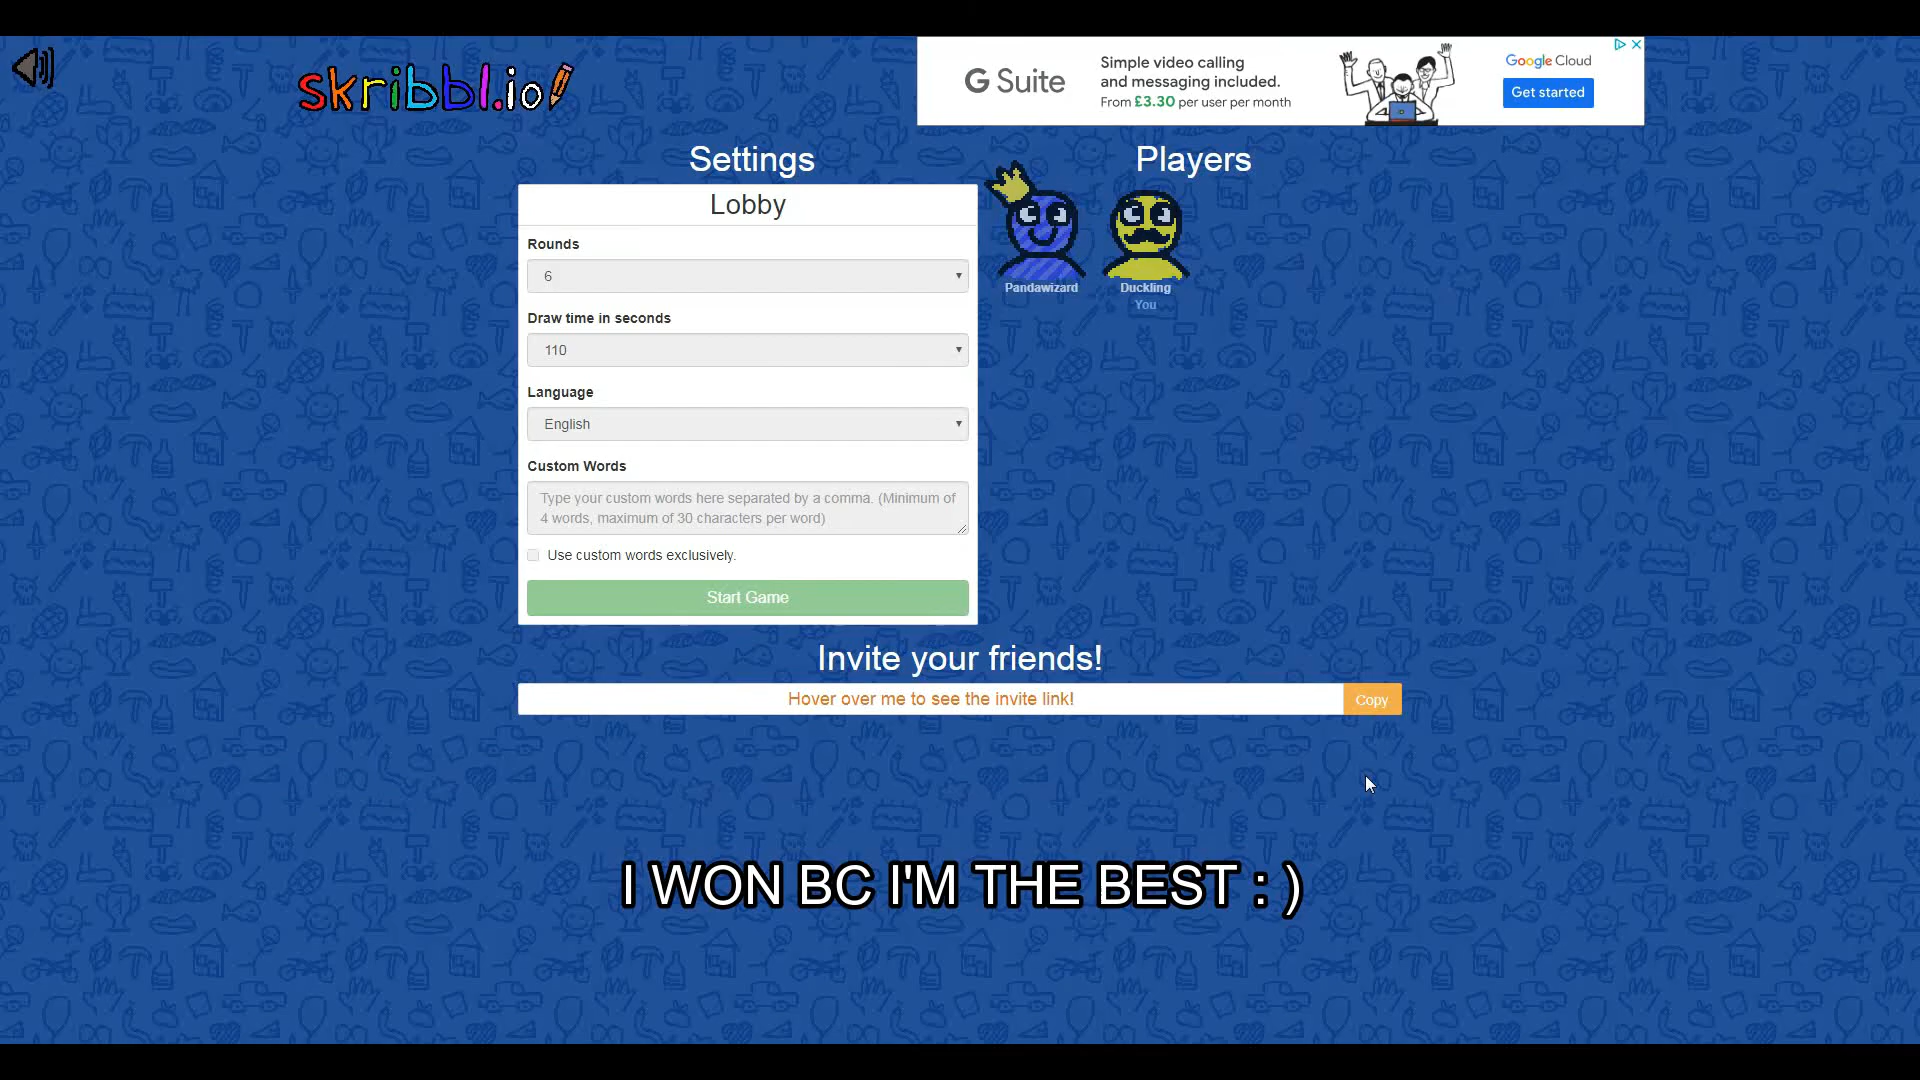 skribbl.io
G Suite
Simple video calling
and messaging included.
From £3.30 per user per month
Google Cloud
Get started
Settings
Players
Lobby
Rounds
6
Draw time in seconds
110
Language
English
Custom Words
Type your custom words here separated by a comma. (Minimum of
4 words, maximum of 30 characters per word)
Use custom words exclusively.
Start Game
Pandawizard
Duckling
You
Invite your friends!
Hover over me to see the invite link!
Copy
I WON BC I'M THE BEST : )